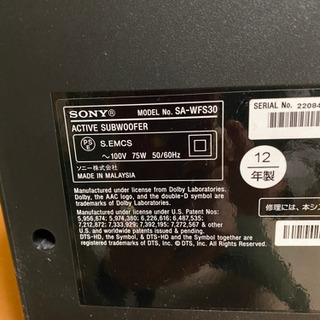 SONY® MODEL NO. SA-WFS30
ACTIVE SUBWOOFER
PSE
S.EMCS
~100V 75W 50/60Hz
ソニー株式会社
MADE IN MALAYSIA
Manufactured under license from Dolby Laboratories.
Dolby, the AAC logo, and the double-D symbol are
trademarks of Dolby Laboratories.
Manufactured under license under U.S. Patent Nos:
5,956,674; 5,974,380; 6,226,616; 6,487,535;
7,212,872; 7,333,929; 7,392,195; 7,272,567 & other
U.S. and worldwide patents issued & pending.
DTS-HD, the Symbol, & DTS-HD and the Symbol together are
registered trademarks of DTS, Inc. © DTS, Inc. All Rights
Reserved.
SERIAL No. 22084
12
年製
修理には、本シ